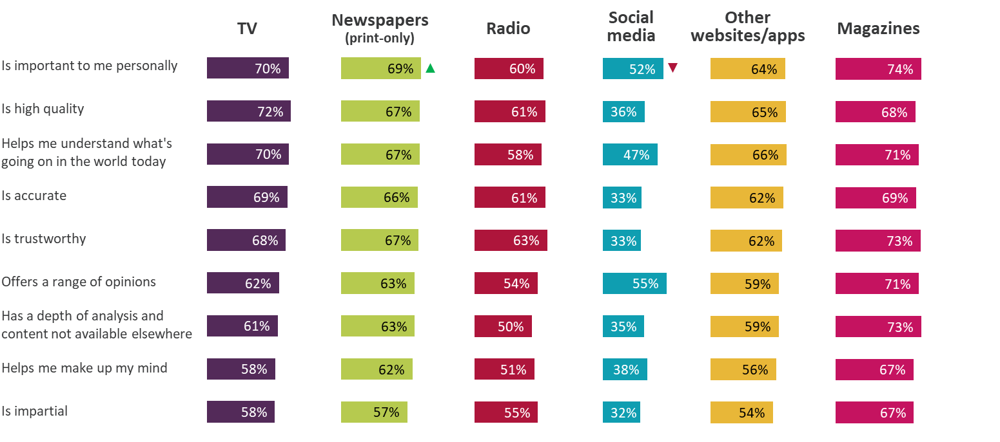 TV
Newspapers
(print-only)
Radio
Social
media
Other
websites/apps
Magazines
Is important to me personally
70%
69%
60%
52%
64%
74%
Is high quality
72%
67%
61%
36%
65%
68%
Helps me understand what's
going on in the world today
70%
67%
58%
47%
66%
71%
Is accurate
69%
66%
61%
33%
62%
69%
Is trustworthy
68%
67%
63%
33%
62%
73%
Offers a range of opinions
62%
63%
54%
55%
59%
71%
Has a depth of analysis and
content not available elsewhere
61%
63%
50%
35%
59%
73%
Helps me make up my mind
58%
62%
51%
38%
56%
67%
Is impartial
58%
57%
55%
32%
54%
67%